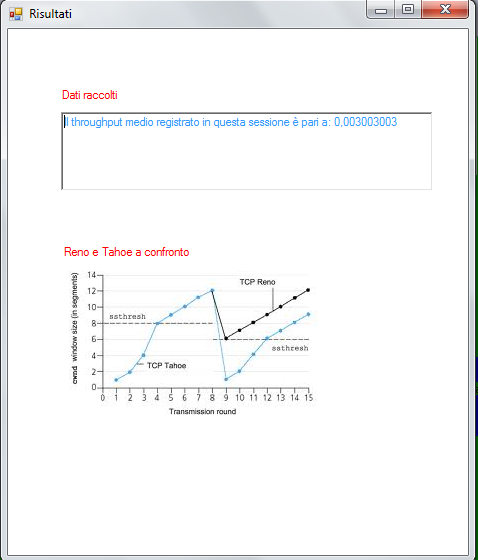 Risultati
Dati raccolti
Il throughput medio registrato in questa sessione è pari a: 0,003003003
Reno e Tahoe a confronto
cwnd window size (in segments)
14
12
10
8
6
4
2
0
TCP Reno
ssthresh
ssthresh
TCP Tahoe
0 1 2 3 4 5 6 7 8 9 10 11 12 13 14 15
Transmission round